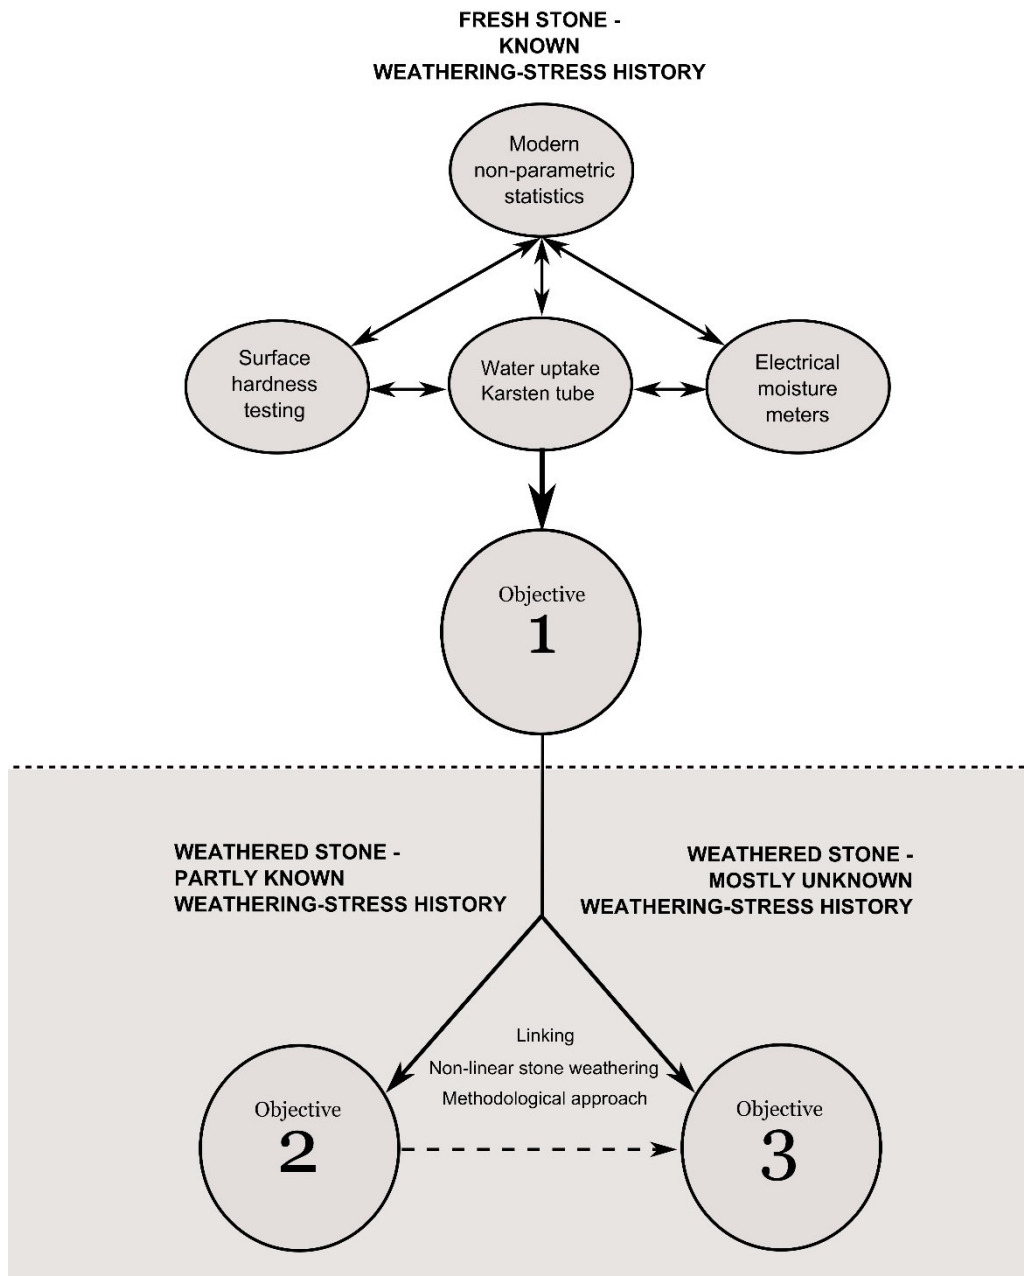 FRESH STONE -
KNOWN
WEATHERING-STRESS HISTORY
Modern
non-parametric
statistics
Surface
hardness
testing
Water uptake
Karsten tube
Electrical
moisture
meters
Objective
1
WEATHERED STONE -
PARTLY KNOWN
WEATHERING-STRESS HISTORY
WEATHERED STONE -
MOSTLY UNKNOWN
WEATHERING-STRESS HISTORY
Linking
Non-linear stone weathering
Methodological approach
Objective
2
Objective
3